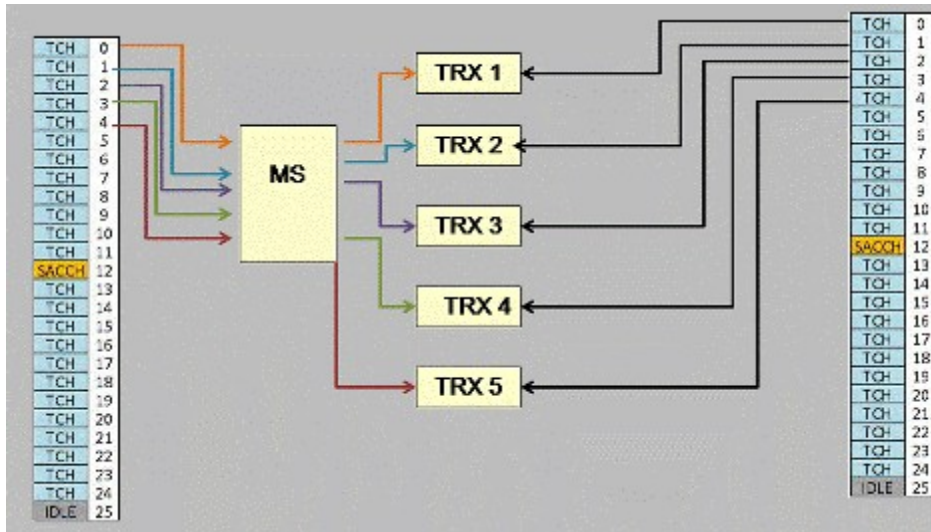 TCH 0
TCH 1
TCH 2
TCH 3
TCH 4
TCH 5
TCH 6
TCH 7
TCH 8
TCH 9
TCH 10
TCH 11
SACCH 12
TCH 13
TCH 14
TCH 15
TCH 16
TCH 17
TCH 18
TCH 19
TCH 20
TCH 21
TCH 22
TCH 23
TCH 24
IDLE 25
MS
TRX 1
TRX 2
TRX 3
TRX 4
TRX 5
TCH 0
TCH 1
TCH 2
TCH 3
TCH 4
TCH 5
TCH 6
TCH 7
TCH 8
TCH 9
TCH 10
TCH 11
SACCH 12
TCH 13
TCH 14
TCH 15
TCH 16
TCH 17
TCH 18
TCH 19
TCH 20
TCH 21
TCH 22
TCH 23
TCH 24
IDLE 25